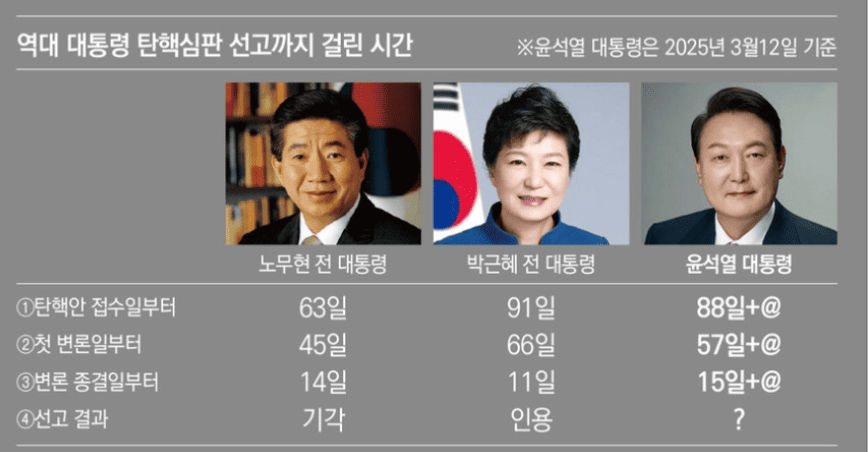 역대 대통령 탄핵심판 선고까지 걸린 시간 ※윤석열 대통령은 2025년 3월12일 기준
노무현 전 대통령 박근혜 전 대통령 윤석열 대통령
①탄핵안 접수일부터 63일 91일 88일+@
②첫 변론일부터 45일 66일 57일+@
③변론 종결일부터 14일 11일 15일+@
④선고 결과 기각 인용 ?